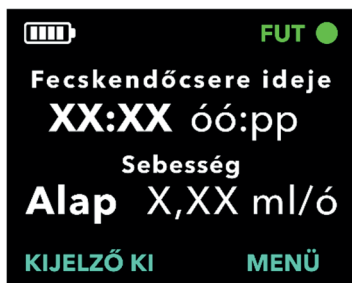 FUT
Fecskendőcsere ideje
XX:XX óó:pp
Sebesség
Alap X,XX ml/ó
KIJELZŐ KI MENÜ